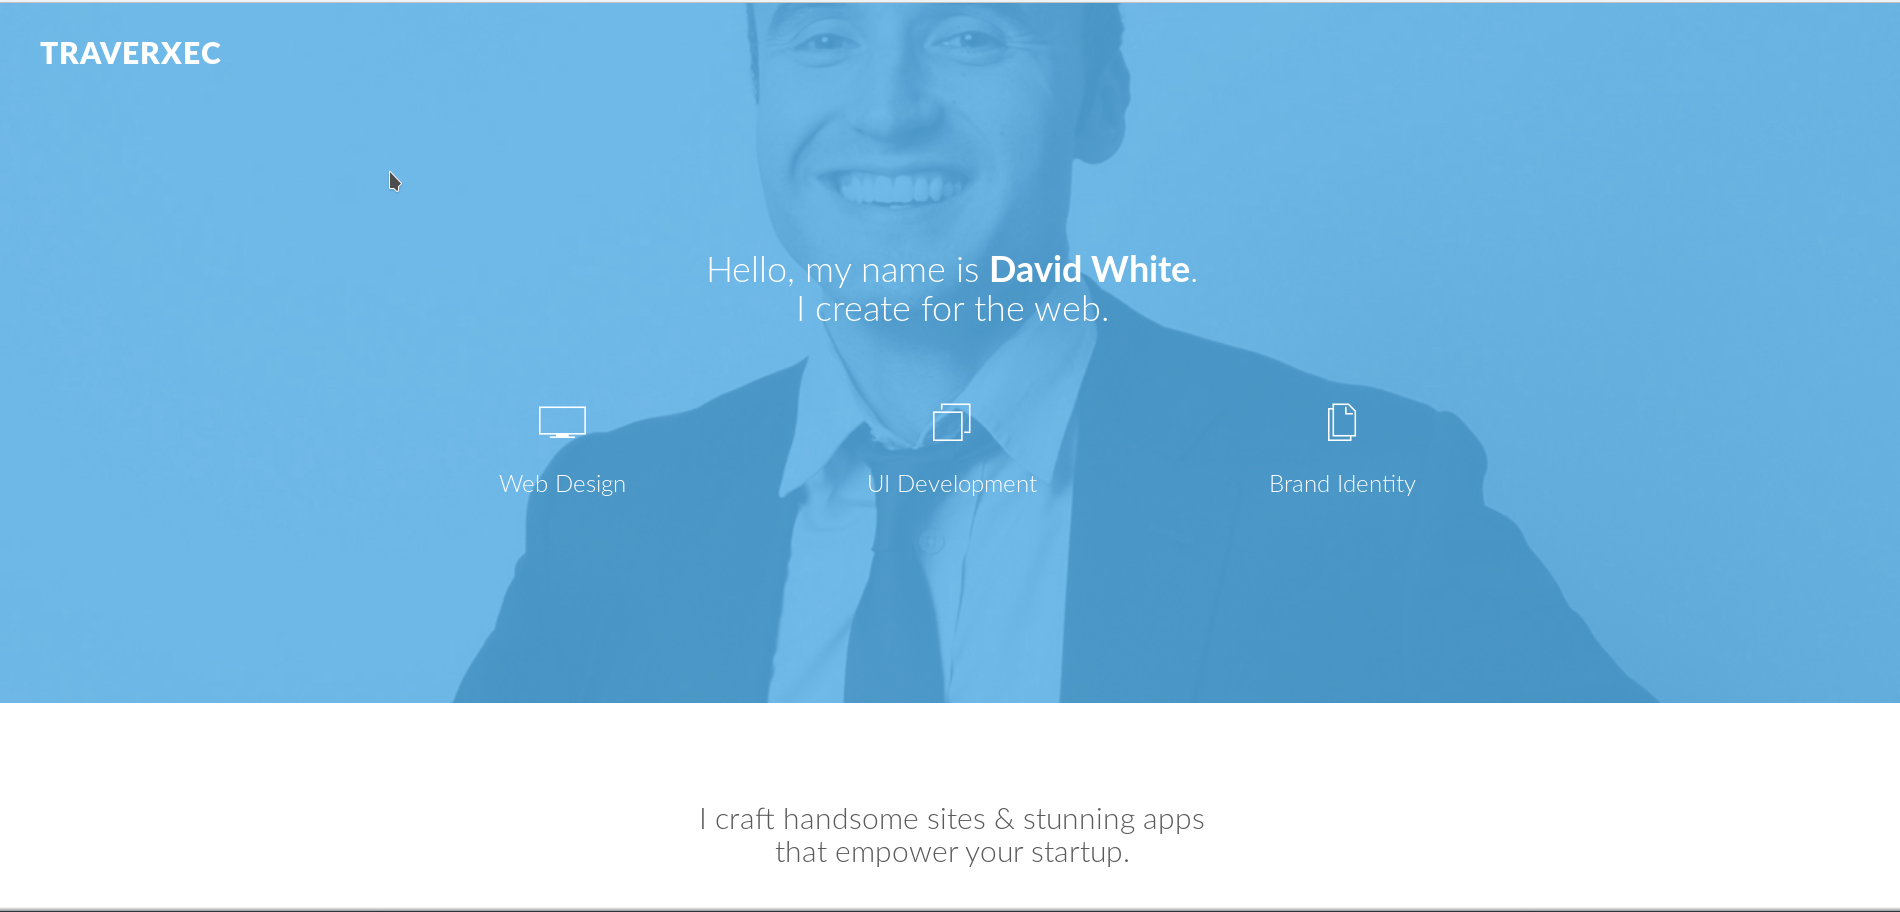 TRAVERXEC
Hello, my name is David White.
I create for the web.
Web Design
UI Development
Brand Identity
I craft handsome sites & stunning apps
that empower your startup.